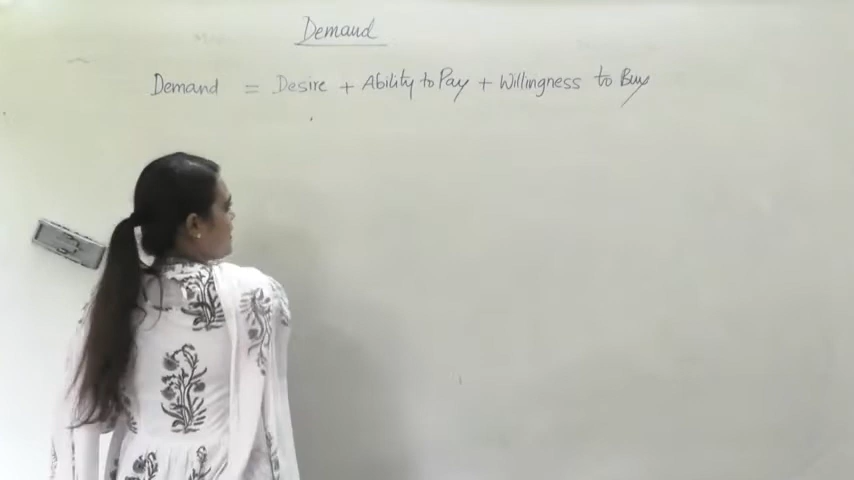 Demand
Demand = Desire + Ability to Pay + Willingness to Buy